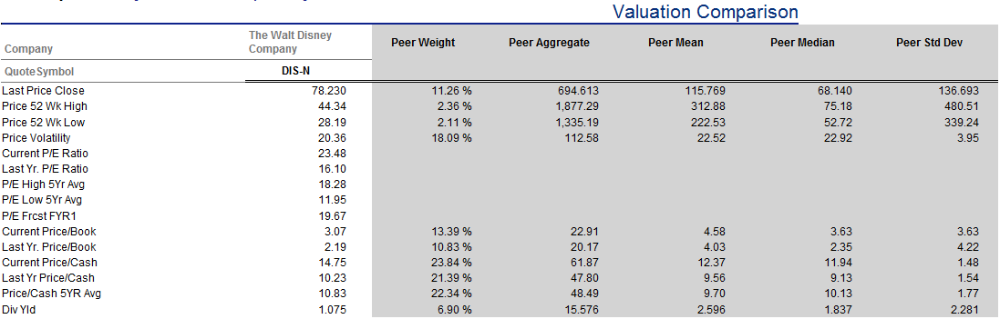 Valuation Comparison
Company The Walt Disney Company Peer Weight Peer Aggregate Peer Mean Peer Median Peer Std Dev
Quote Symbol DIS-N
Last Price Close 78.230 11.26 % 694.613 115.769 68.140 136.693
Price 52 Wk High 44.34 2.36 % 1,877.29 312.88 75.18 480.51
Price 52 Wk Low 28.19 2.11 % 1,335.19 222.53 52.72 339.24
Price Volatility 20.36 18.09 % 112.58 22.52 22.92 3.95
Current P/E Ratio 23.48
Last Yr. P/E Ratio 16.10
P/E High 5Yr Avg 18.28
P/E Low 5Yr Avg 11.95
P/E Frcst FYR1 19.67
Current Price/Book 3.07 13.39 % 22.91 4.58 3.63 3.63
Last Yr. Price/Book 2.19 10.83 % 20.17 4.03 2.35 4.22
Current Price/Cash 14.75 23.84 % 61.87 12.37 11.94 1.48
Last Yr Price/Cash 10.23 21.39 % 47.80 9.56 9.13 1.54
Price/Cash 5YR Avg 10.83 22.34 % 48.49 9.70 10.13 1.77
Div Yld 1.075 6.90 % 15.576 2.596 1.837 2.281